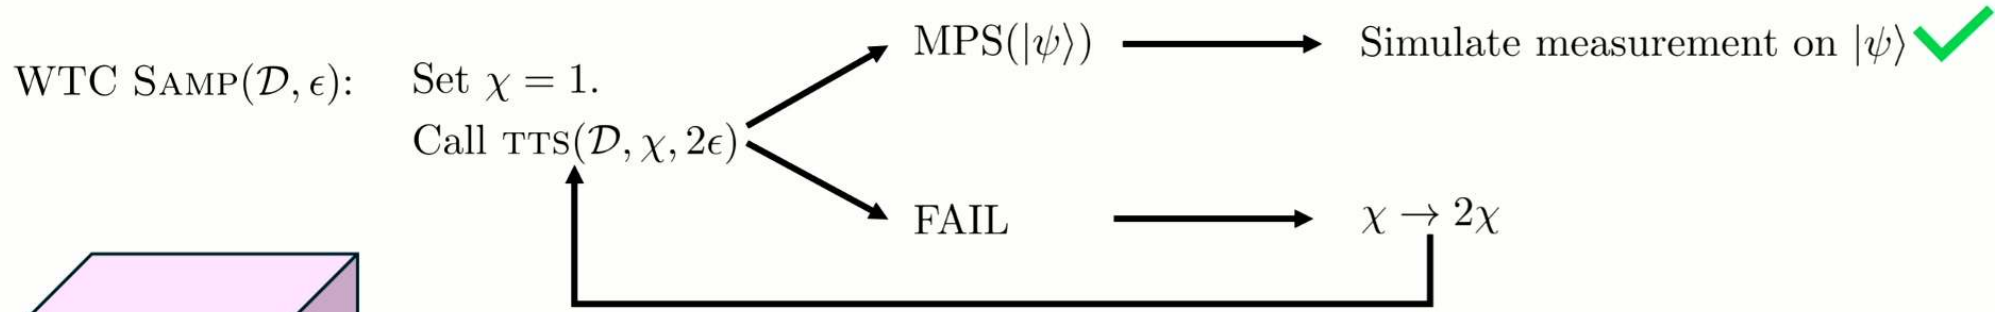 WTC SAMP(𝒟, ϵ):
Set χ = 1.
Call TTS(𝒟, χ, 2ϵ)
MPS(|ψ⟩)
Simulate measurement on |ψ⟩
FAIL
χ → 2χ